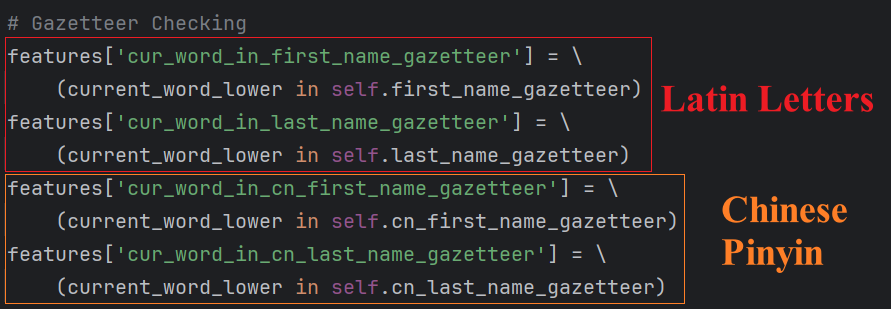 # Gazetteer Checking
features['cur_word_in_first_name_gazetteer'] = \
(current_word_lower in self.first_name_gazetteer)
features['cur_word_in_last_name_gazetteer'] = \
(current_word_lower in self.last_name_gazetteer)
Latin Letters
features['cur_word_in_cn_first_name_gazetteer'] = \
(current_word_lower in self.cn_first_name_gazetteer)
features['cur_word_in_cn_last_name_gazetteer'] = \
(current_word_lower in self.cn_last_name_gazetteer)
Chinese
Pinyin